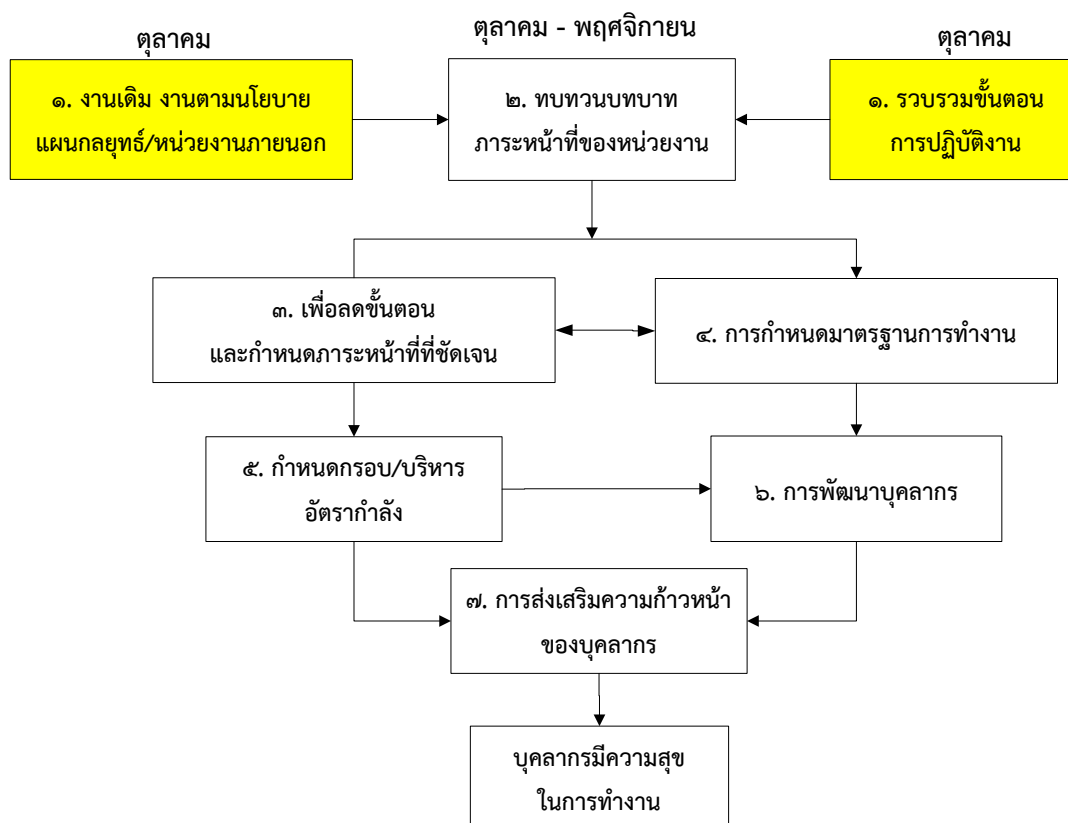 ตุลาคม
ตุลาคม - พฤศจิกายน
ตุลาคม
๑. งานเดิม งานตามนโยบาย
แผนกลยุทธ์/หน่วยงานภายนอก
๒. ทบทวนบทบาท
ภาระหน้าที่ของหน่วยงาน
๑. รวบรวมขั้นตอน
การปฏิบัติงาน
๓. เพื่อลดขั้นตอน
และกำหนดภาระหน้าที่ที่ชัดเจน
๔. การกำหนดมาตรฐานการทำงาน
๕. กำหนดกรอบ/บริหาร
อัตรากำลัง
๖. การพัฒนาบุคลากร
๗. การส่งเสริมความก้าวหน้า
ของบุคลากร
บุคลากรมีความสุข
ในการทำงาน